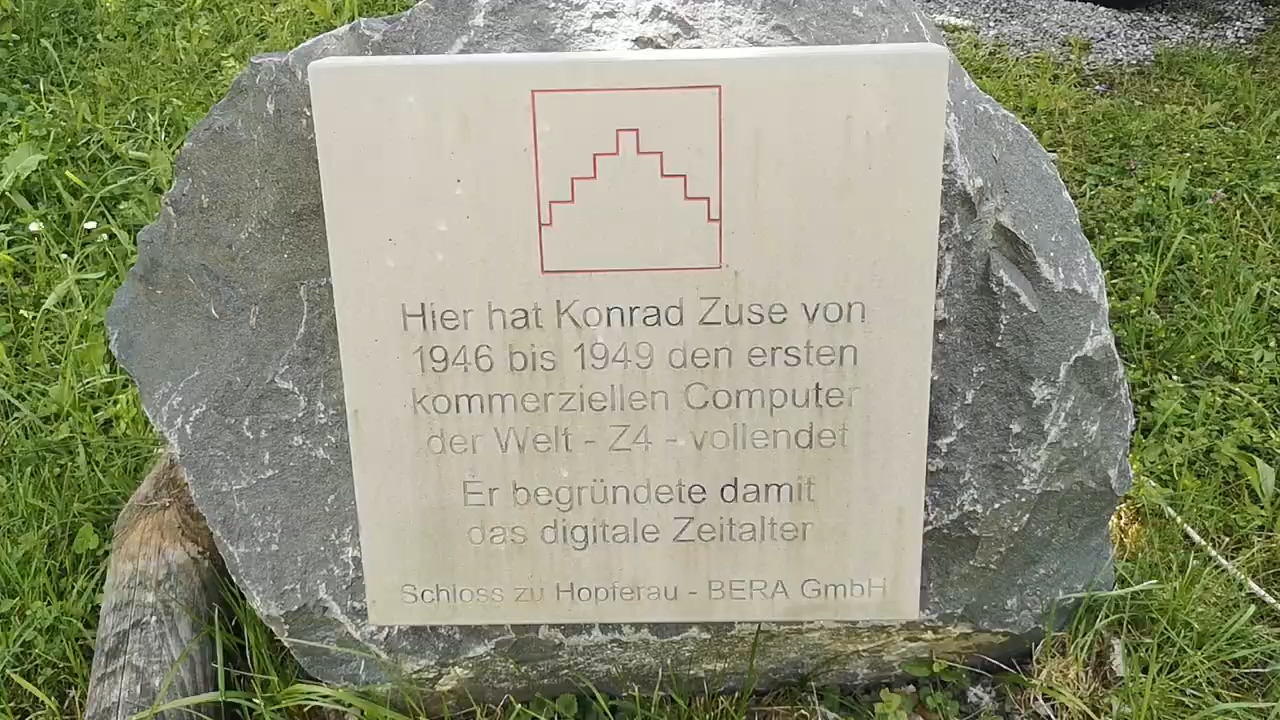 Hier hat Konrad Zuse von
1946 bis 1949 den ersten
kommerziellen Computer
der Welt - Z4 - vollendet
Er begründete damit
das digitale Zeitalter
Schloss zu Hopferau - BERA GmbH